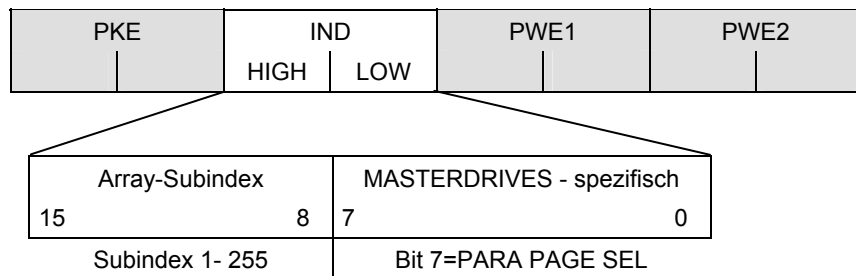 PKE IND PWE1 PWE2
HIGH LOW
Array-Subindex MASTERDRIVES - spezifisch
15 8 7 0
Subindex 1- 255 Bit 7=PARA PAGE SEL